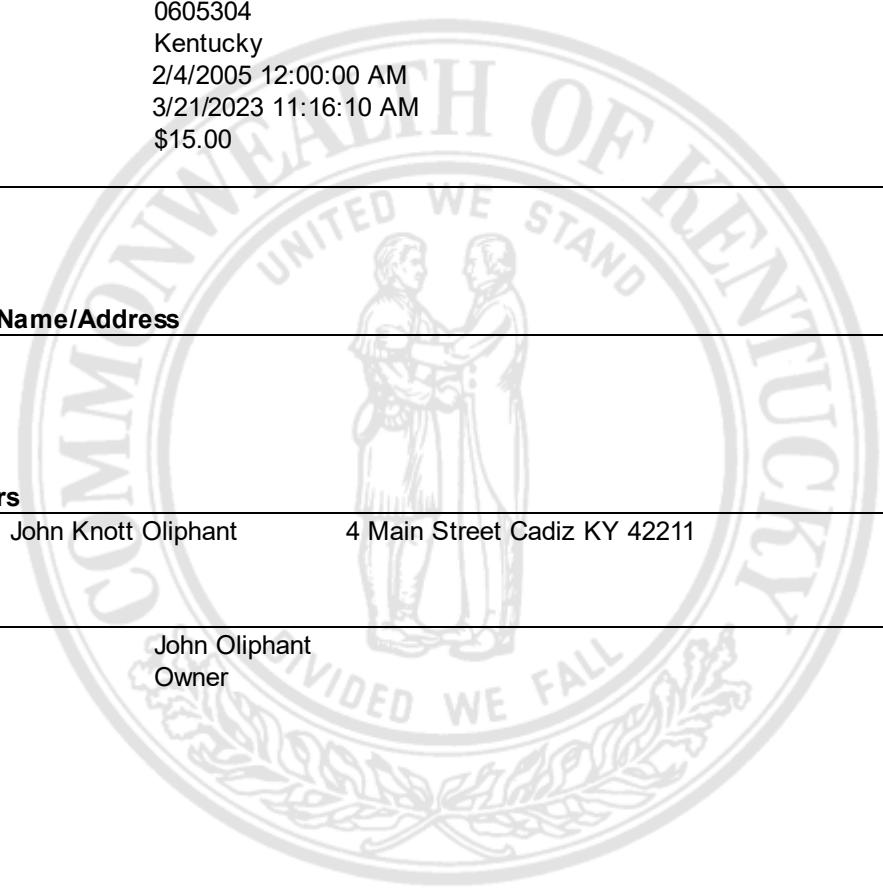 0605304
Kentucky
2/4/2005 12:00:00 AM
3/21/2023 11:16:10 AM
$15.00
COMMONWEALTH OF KENTUCKY
UNITED WE STAND
Name/Address
rs
John Knott Oliphant 4 Main Street Cadiz KY 42211
John Oliphant
Owner
DIVIDED WE FALL